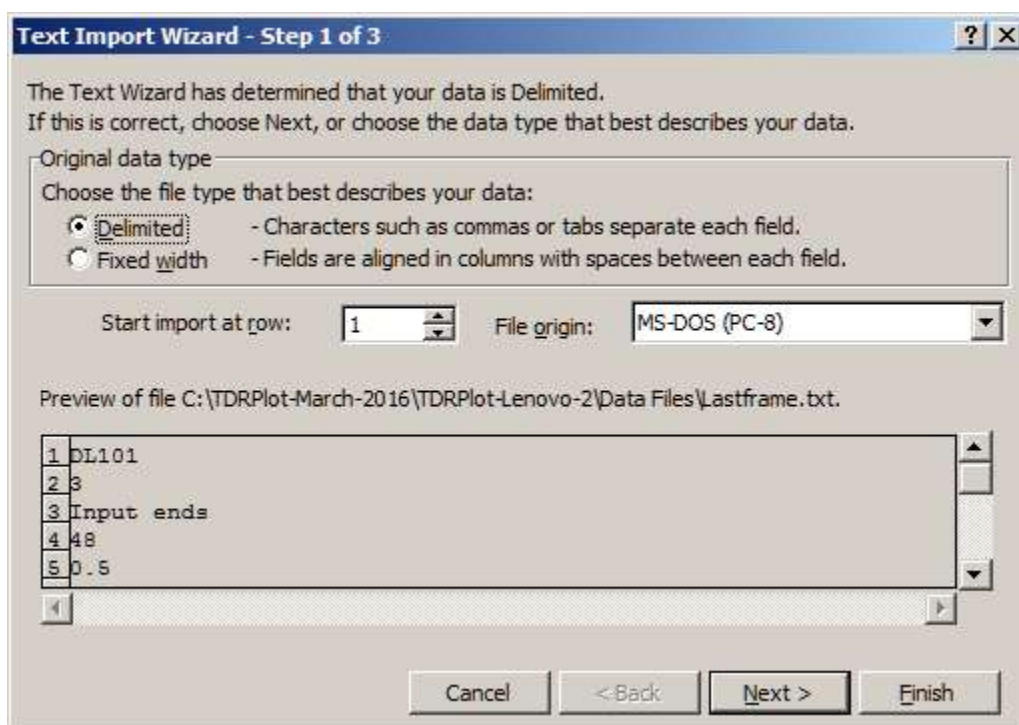 Text Import Wizard - Step 1 of 3
The Text Wizard has determined that your data is Delimited.
If this is correct, choose Next, or choose the data type that best describes your data.
Original data type
Choose the file type that best describes your data:
Delimited - Characters such as commas or tabs separate each field.
Fixed width - Fields are aligned in columns with spaces between each field.
Start import at row: 1 File origin: MS-DOS (PC-8)
Preview of file C:\TDRPlot-March-2016\TDRPlot-Lenovo-2\Data Files\Lastframe.txt.
1 DL101
2 3
3 Input ends
4 48
5 0.5
Cancel < Back Next > Finish